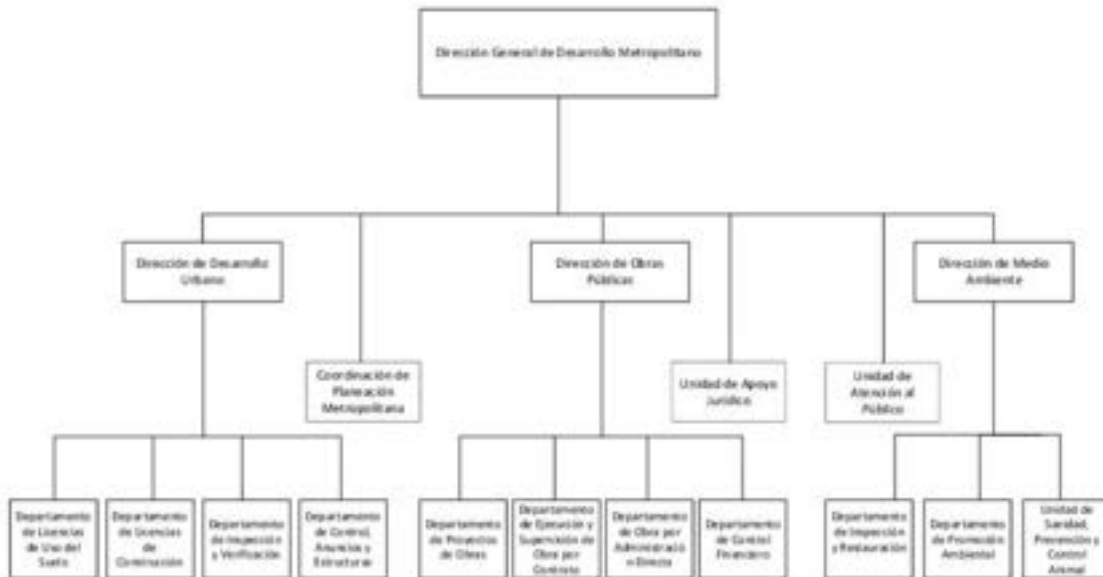 Dirección General de Desarrollo Metropolitano
Dirección de Desarrollo
Urbano
Dirección de Obras
Públicas
Dirección de Medio
Ambiente
Coordinación de
Planeación
Metropolitana
Unidad de Apoyo
Jurídico
Unidad de
Atención al
Público
Departamento
de Licencias
de Uso del
Suelo
Departamento
de Licencias
de
Construcción
Departamento
de Inspección
y Verificación
Departamento
de Control,
Anuncios y
Estructuras
Departamento
de Proyectos
de Obras
Departamento
de Ejecución y
Supervisión de
Obra por
Contrato
Departamento
de Obra por
Administració
n Directa
Departamento
de Control
Financiero
Departamento
de Inspección
y Restauración
Departamento
de Promoción
Ambiental
Unidad de
Sanidad,
Prevención y
Control
Animal